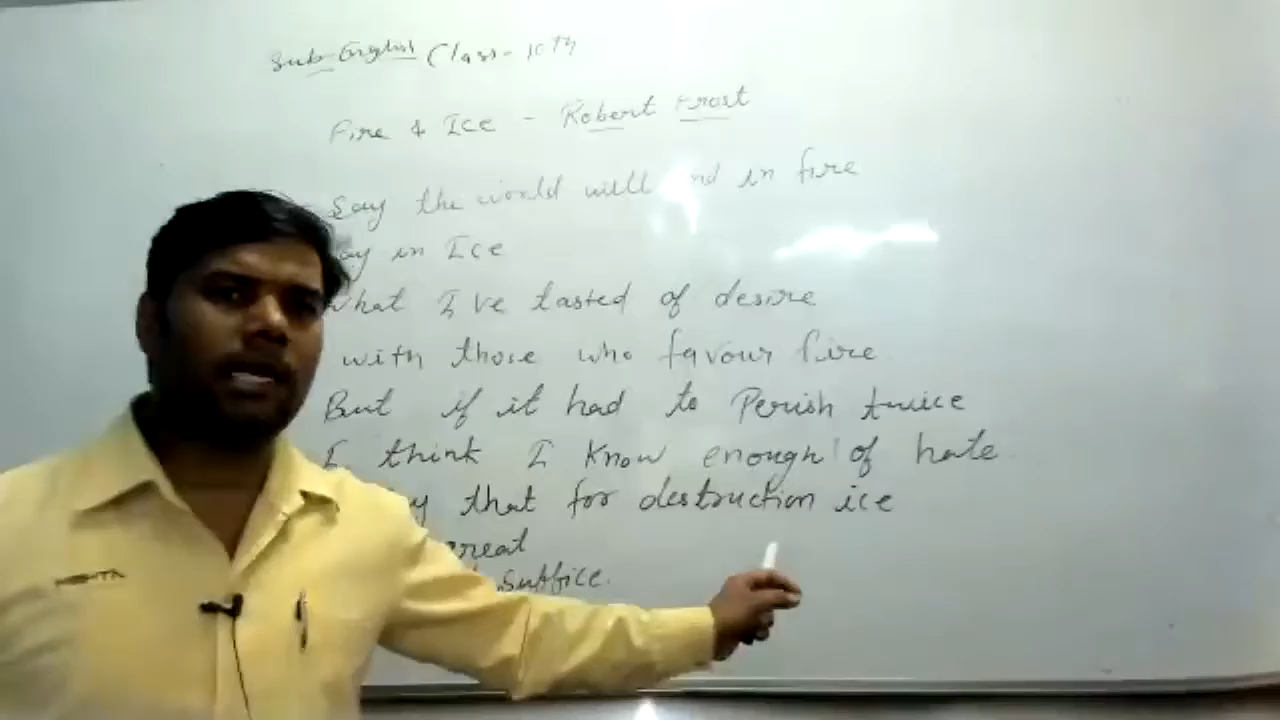 Sub-English Class-10th
Fire & Ice - Robert Frost
Say the world will end in fire
in Ice
What I've tasted of desire
with those who favour fire
But if it had to Perish twice
I think I know enough of hate
that for destruction ice
great
Suffice.